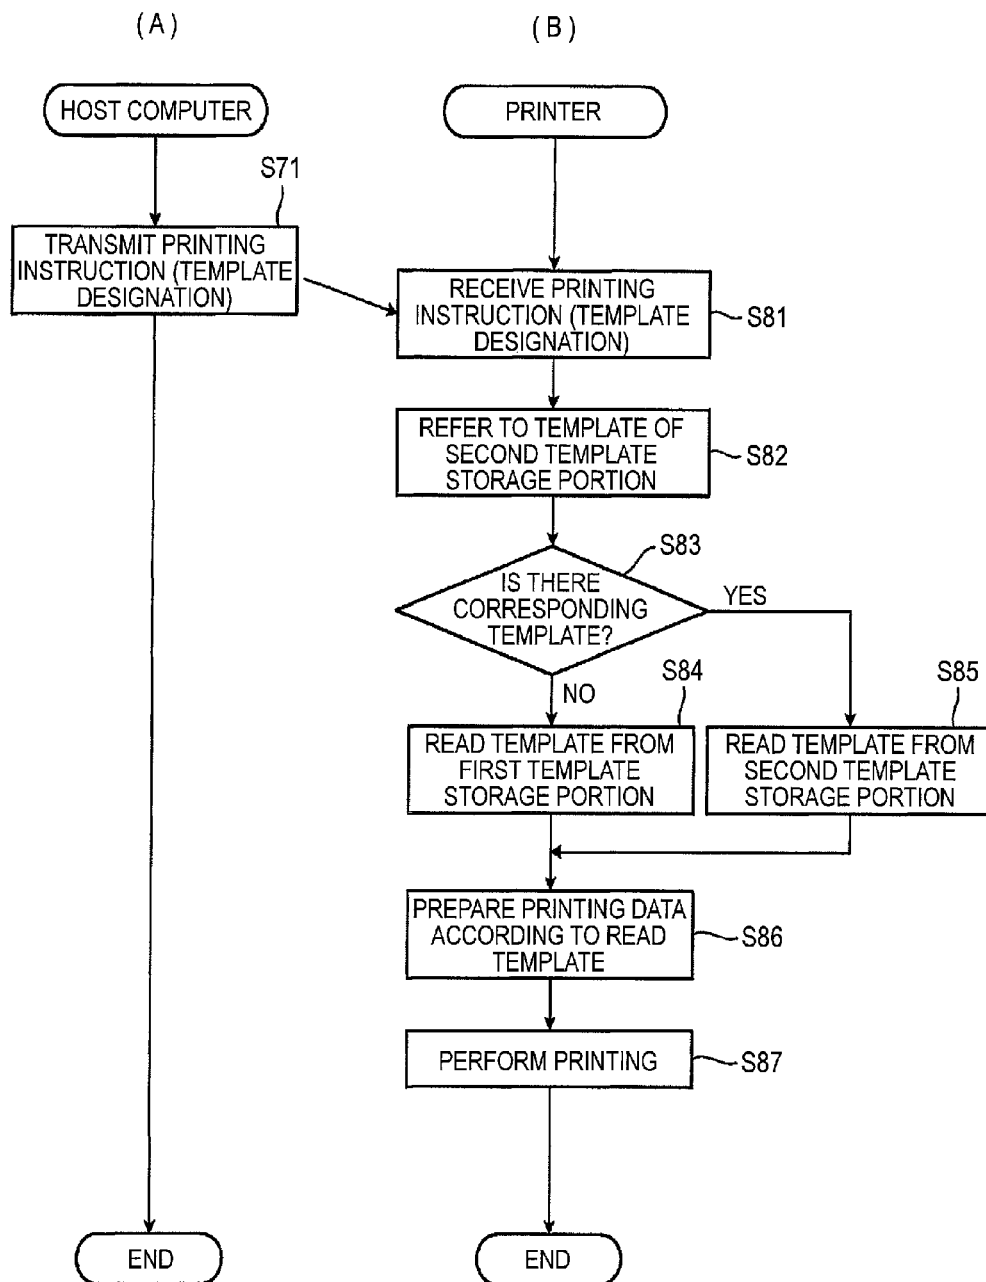 (A)
(B)
HOST COMPUTER
PRINTER
S71
TRANSMIT PRINTING
INSTRUCTION (TEMPLATE
DESIGNATION)
RECEIVE PRINTING
INSTRUCTION (TEMPLATE
DESIGNATION)
S81
REFER TO TEMPLATE OF
SECOND TEMPLATE
STORAGE PORTION
S82
S83
IS THERE
CORRESPONDING
TEMPLATE?
YES
NO
S84
S85
READ TEMPLATE FROM
FIRST TEMPLATE
STORAGE PORTION
READ TEMPLATE FROM
SECOND TEMPLATE
STORAGE PORTION
PREPARE PRINTING DATA
ACCORDING TO READ
TEMPLATE
S86
PERFORM PRINTING
S87
END
END